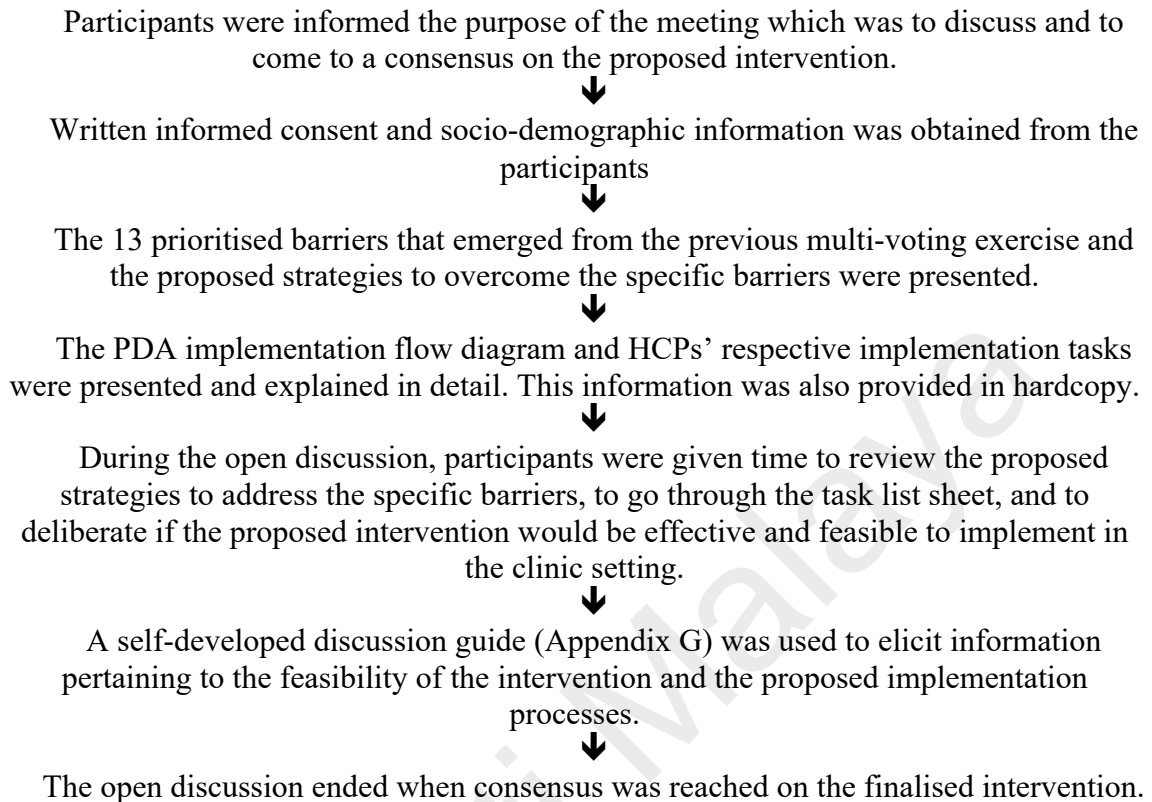 Participants were informed the purpose of the meeting which was to discuss and to
come to a consensus on the proposed intervention.
Written informed consent and socio-demographic information was obtained from the
participants
The 13 prioritised barriers that emerged from the previous multi-voting exercise and
the proposed strategies to overcome the specific barriers were presented.
The PDA implementation flow diagram and HCPs’ respective implementation tasks
were presented and explained in detail. This information was also provided in hardcopy.
During the open discussion, participants were given time to review the proposed
strategies to address the specific barriers, to go through the task list sheet, and to
deliberate if the proposed intervention would be effective and feasible to implement in
the clinic setting.
A self-developed discussion guide (Appendix G) was used to elicit information
pertaining to the feasibility of the intervention and the proposed implementation
processes.
The open discussion ended when consensus was reached on the finalised intervention.
Malaya